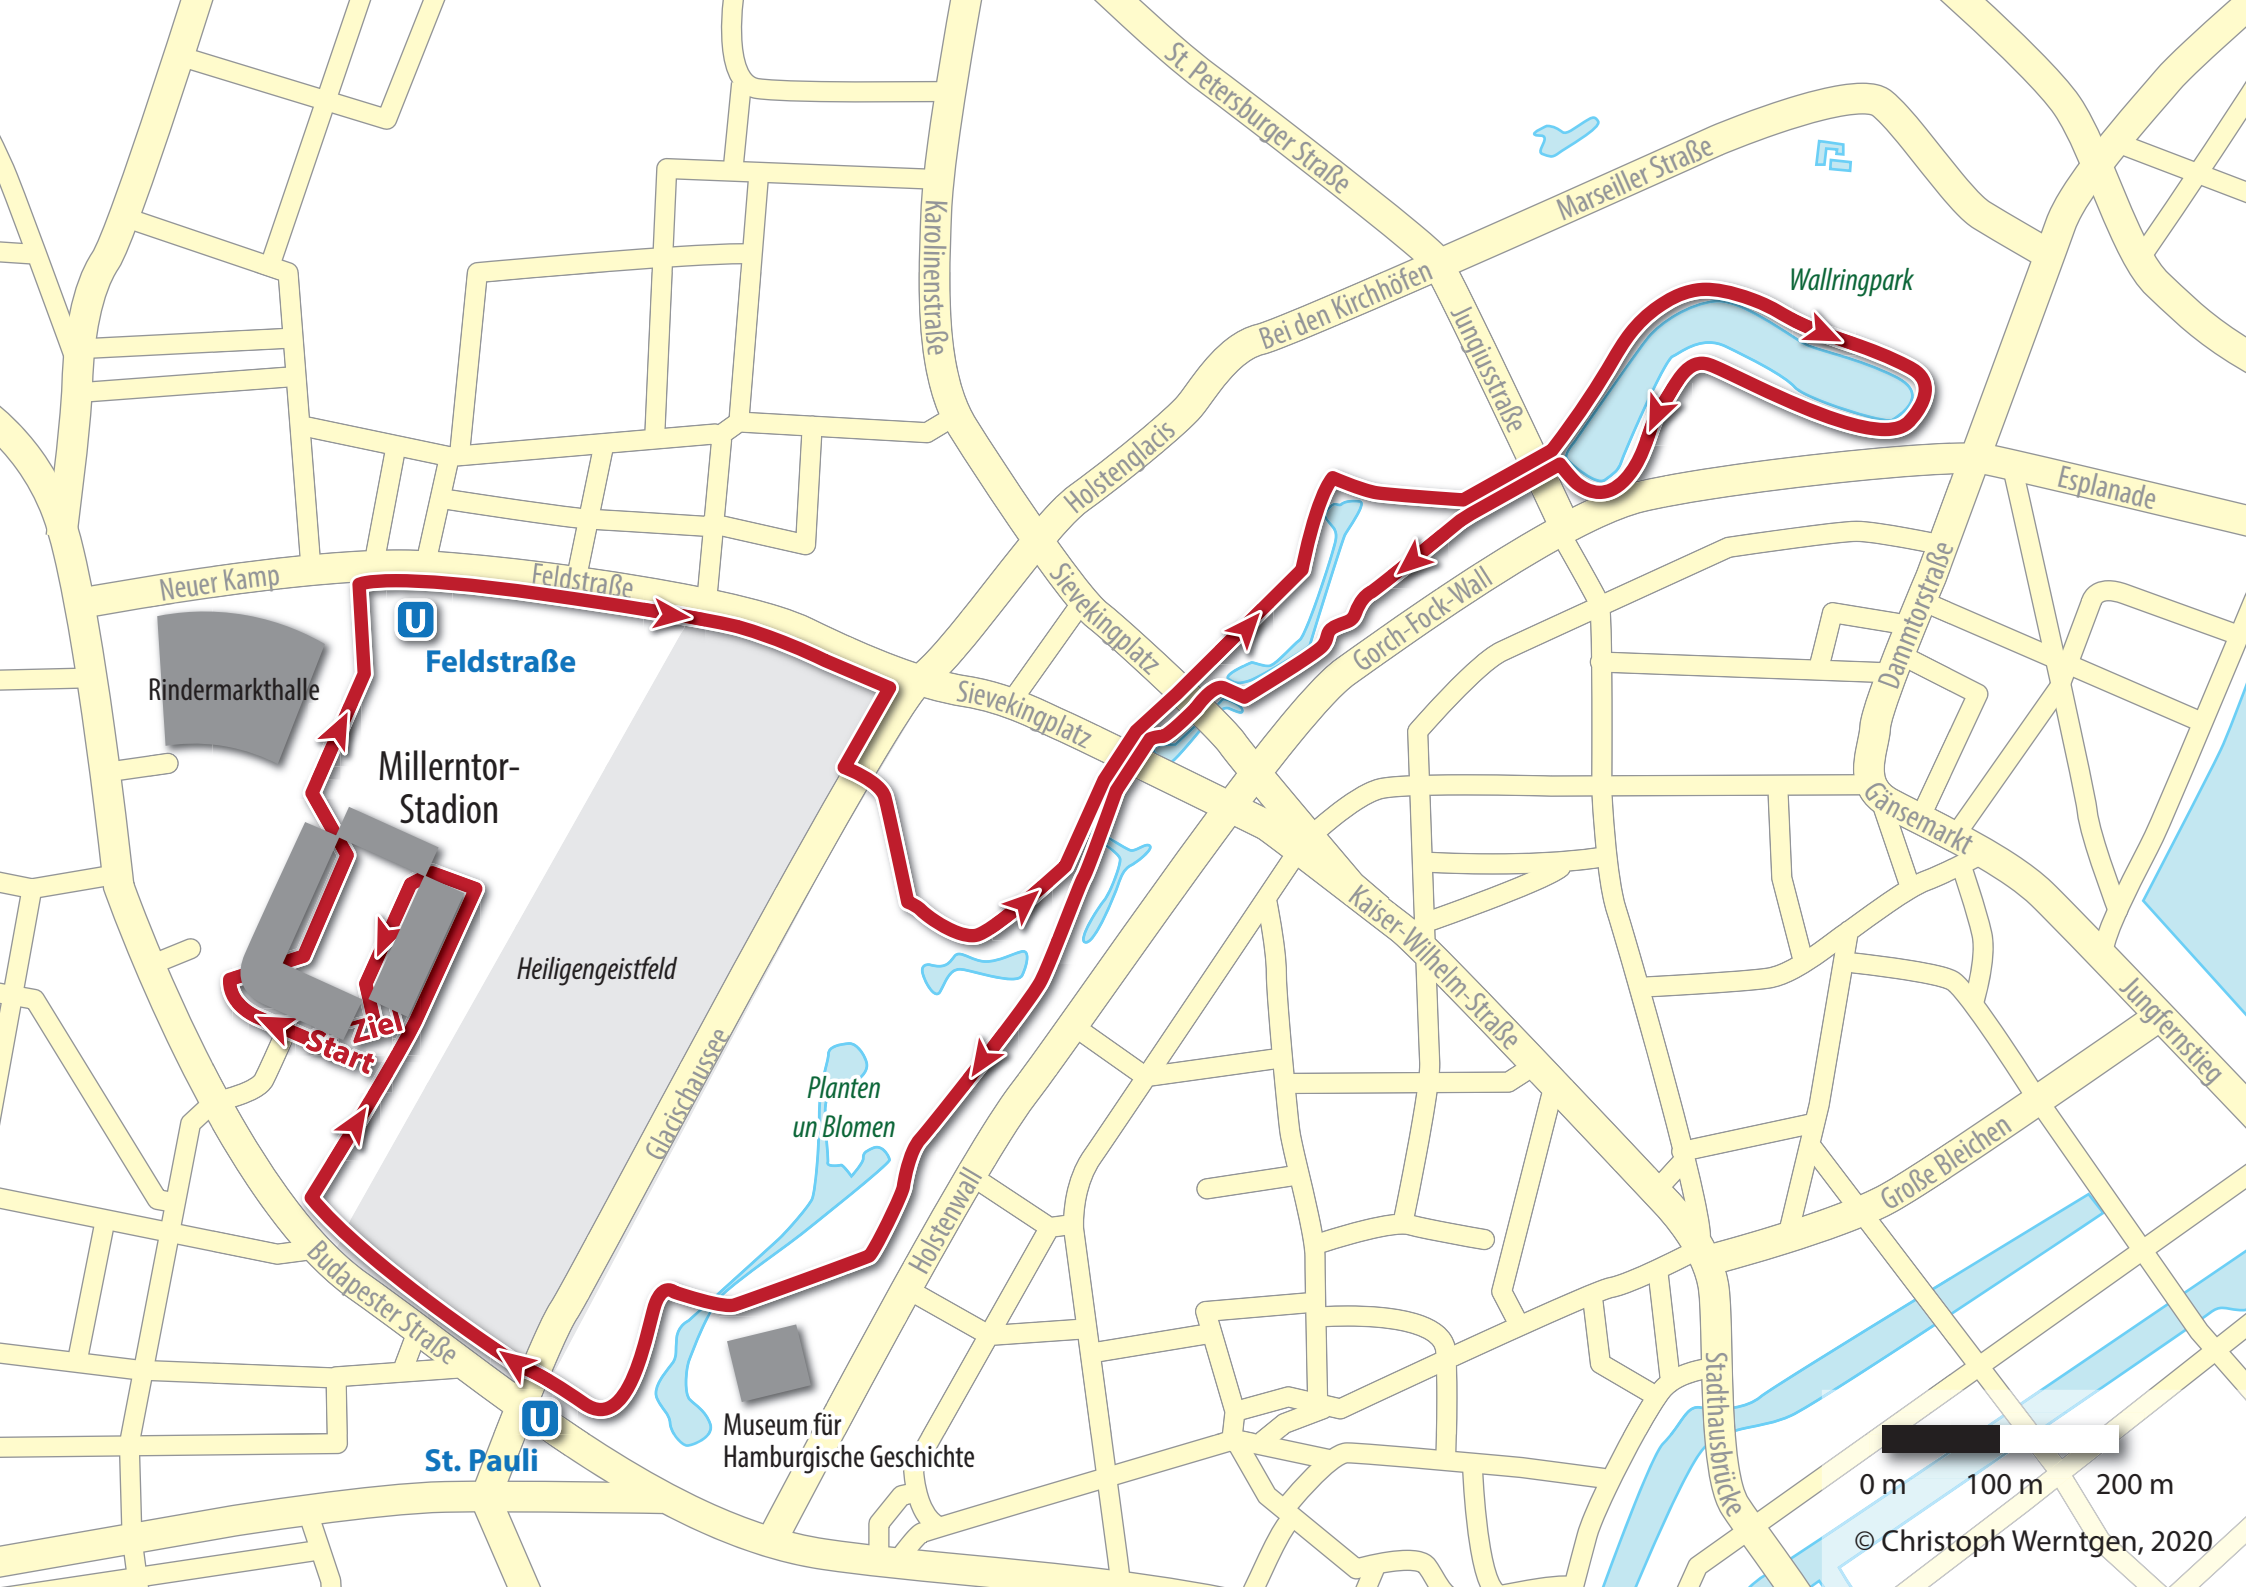 St. Petersburger Straße
Marseiller Straße
Karolinenstraße
Wallringpark
Bei den Kirchhöfen
Jungiusstraße
Holstenglacis
Esplanade
Neuer Kamp
Feldstraße
U
Feldstraße
Sievekingplatz
Gorch-Fock-Wall
Dammtorstraße
Rindermarkthalle
Sievekingplatz
Millerntor-
Stadion
Gänsemarkt
Heiligengeistfeld
Kaiser-Wilhelm-Straße
Jungfernstieg
Ziel
Start
Glacischaussee
Planten
un Blomen
Große Bleichen
Holstenwall
Budapester Straße
Stadthausbrücke
U
St. Pauli
Museum für
Hamburgische Geschichte
0 m 100 m 200 m
© Christoph Werntgen, 2020